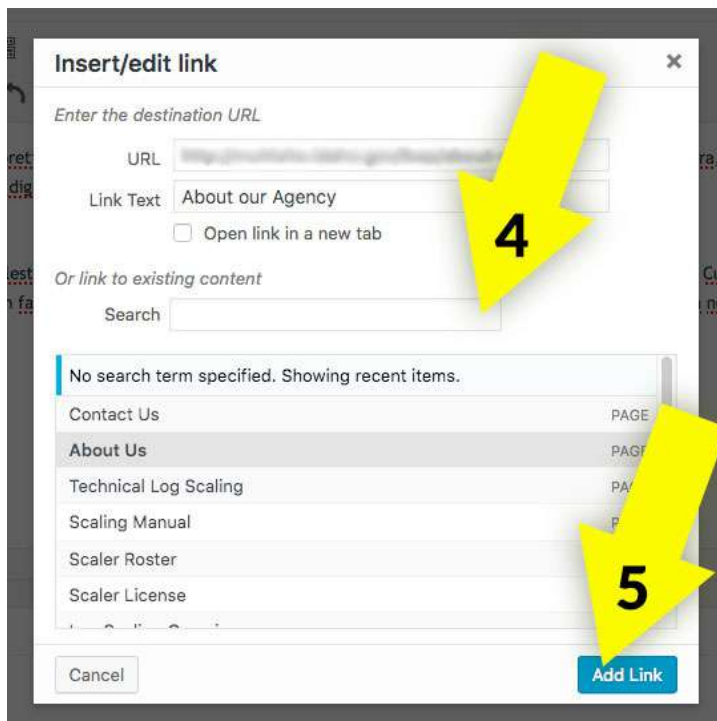 Insert/edit link
Enter the destination URL
URL
Link Text About our Agency
Open link in a new tab
4
Or link to existing content
Search
No search term specified. Showing recent items.
Contact Us PAGE
About Us PAGE
Technical Log Scaling
Scaling Manual
Scaler Roster
Scaler License
5
Cancel Add Link